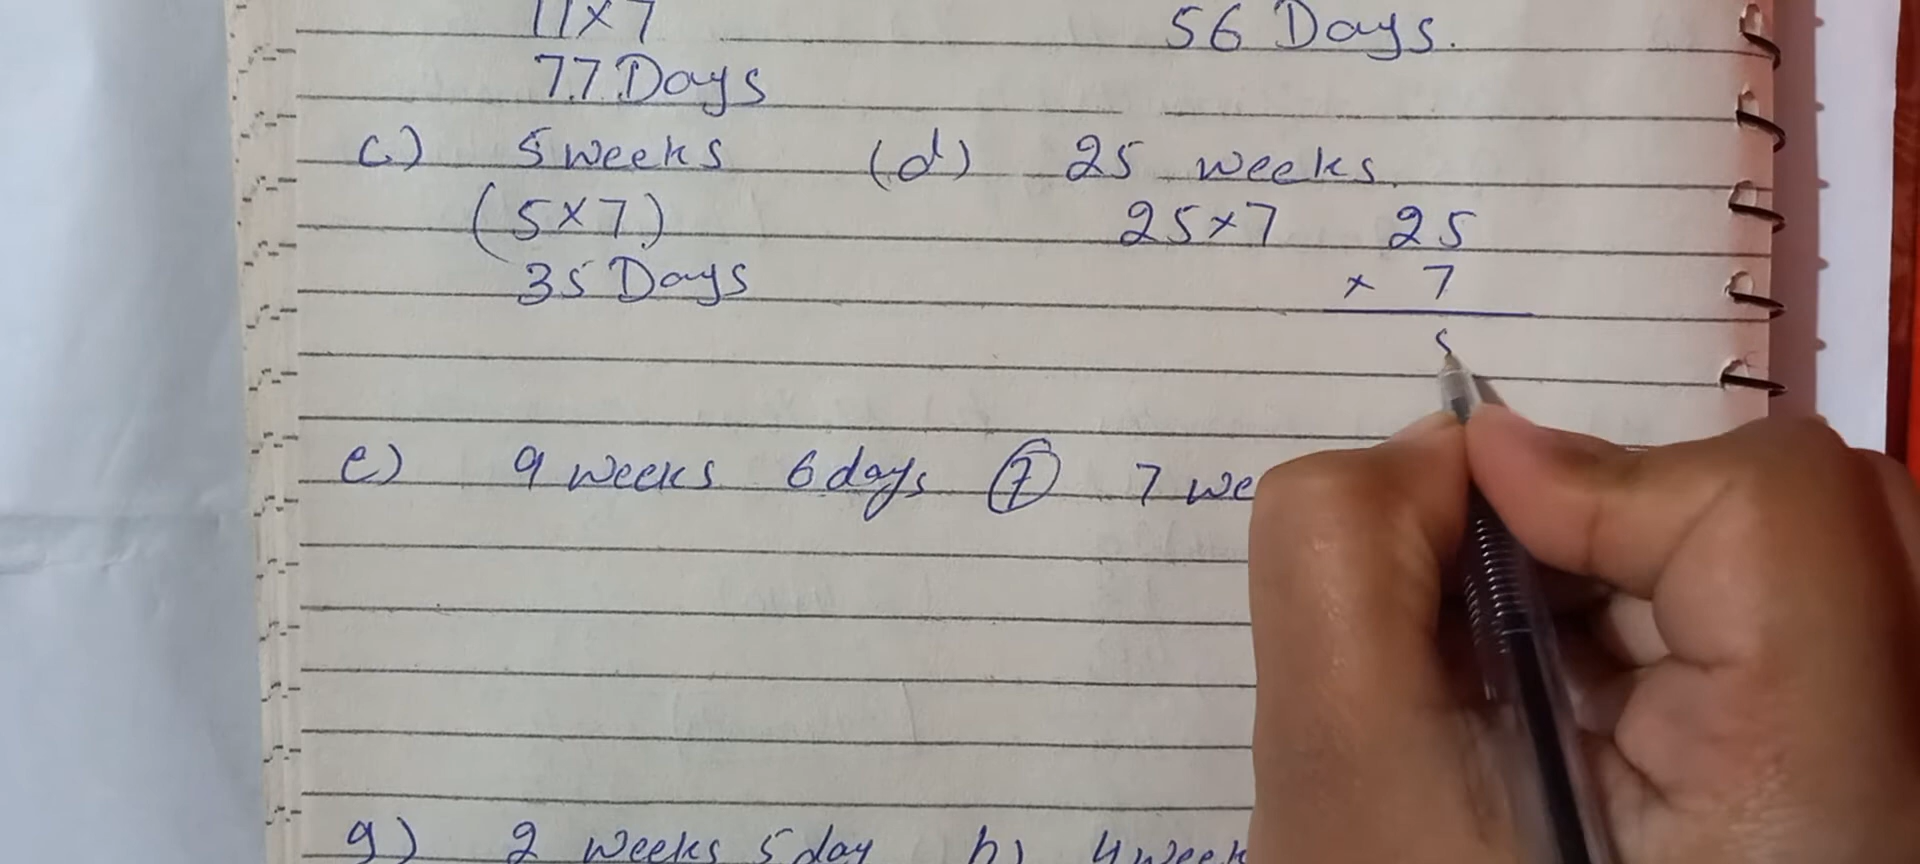 11×7 56 Days.
77 Days
c) 5 weeks (d) 25 weeks.
(5×7) 25×7 25
35 Days × 7
5
e) 9 weeks 6 days f 7 we
g) 2 weeks 5 day h) 4 week